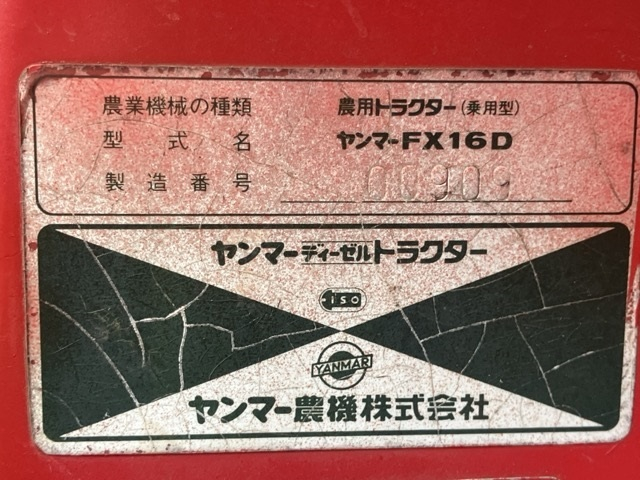 農業機械の種類 農用トラクター(乗用型)
型式名 ヤンマーFX16D
製造番号 00909
ヤンマーディーゼルトラクター
iso
YANMAR
ヤンマー農機株式会社